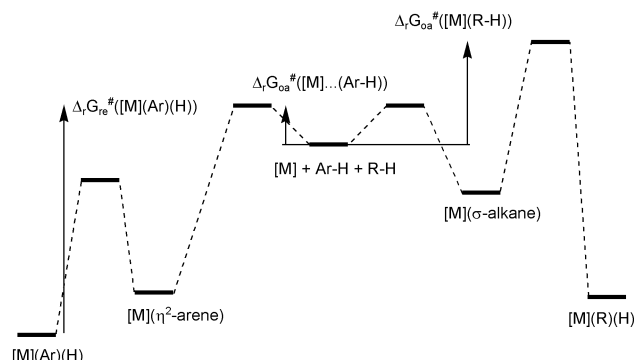 ΔrGoa#([M](R-H))
ΔrGoa#([M]...(Ar-H))
ΔrGre#([M](Ar)(H))
[M] + Ar-H + R-H
[M](σ-alkane)
[M](η2-arene)
[M](R)(H)
[M](Ar)(H)